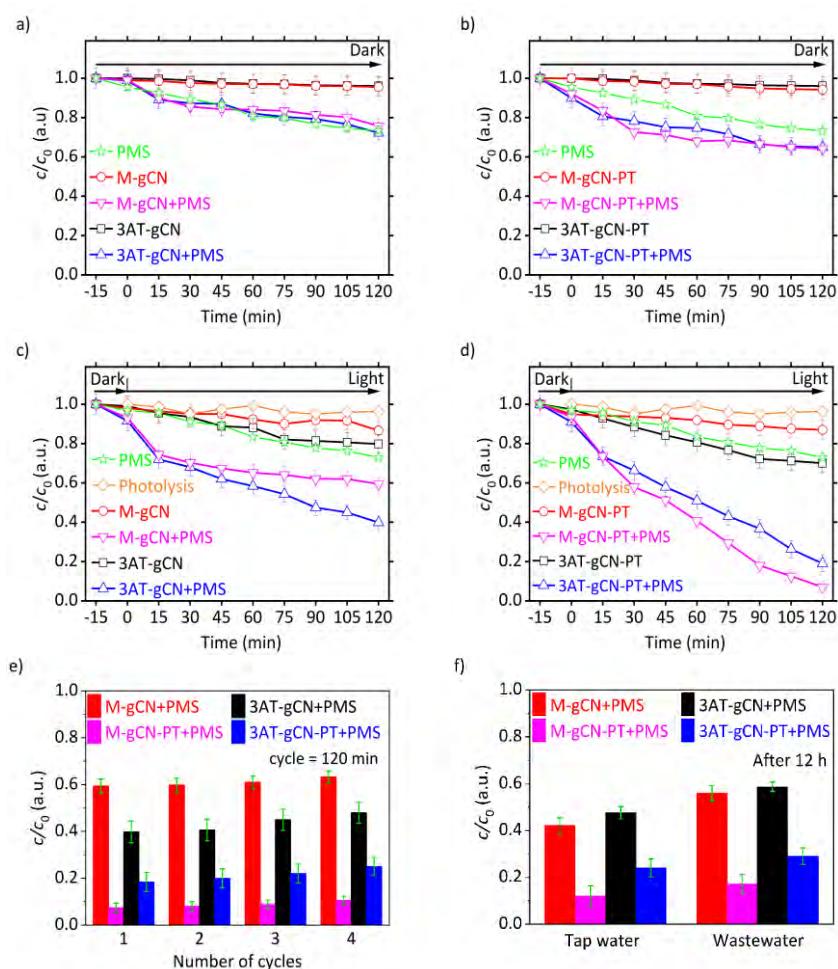 a)
Dark
c/c₀ (a.u)
1.0
0.8
0.6
0.4
0.2
0.0
PMS
M-gCN
M-gCN+PMS
3AT-gCN
3AT-gCN+PMS
-15 0 15 30 45 60 75 90 105 120
Time (min)
b)
Dark
c/c₀ (a.u)
1.0
0.8
0.6
0.4
0.2
0.0
PMS
M-gCN-PT
M-gCN-PT+PMS
3AT-gCN-PT
3AT-gCN-PT+PMS
-15 0 15 30 45 60 75 90 105 120
Time (min)
c)
Dark Light
c/c₀ (a.u)
1.0
0.8
0.6
0.4
0.2
0.0
PMS
Photolysis
M-gCN
M-gCN+PMS
3AT-gCN
3AT-gCN+PMS
-15 0 15 30 45 60 75 90 105 120
Time (min)
d)
Dark Light
c/c₀ (a.u)
1.0
0.8
0.6
0.4
0.2
0.0
PMS
Photolysis
M-gCN-PT
M-gCN-PT+PMS
3AT-gCN-PT
3AT-gCN-PT+PMS
-15 0 15 30 45 60 75 90 105 120
Time (min)
e)
c/c₀ (a.u.)
1.0
0.8
0.6
0.4
0.2
0.0
M-gCN+PMS 3AT-gCN+PMS
M-gCN-PT+PMS 3AT-gCN-PT+PMS
cycle = 120 min
1 2 3 4
Number of cycles
f)
c/c₀ (a.u.)
1.0
0.8
0.6
0.4
0.2
0.0
M-gCN+PMS 3AT-gCN+PMS
M-gCN-PT+PMS 3AT-gCN-PT+PMS
After 12 h
Tap water Wastewater